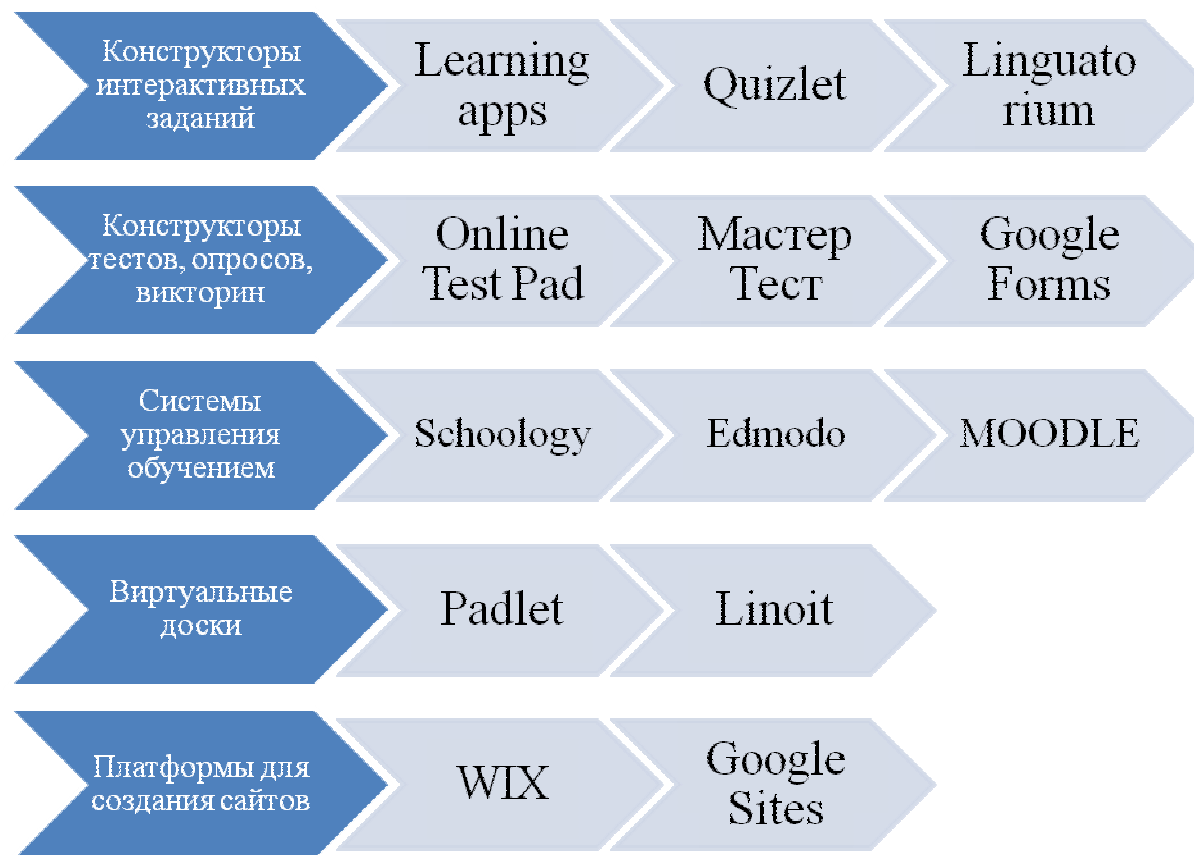 Конструкторы
интерактивных
заданий
Learning
apps
Quizlet
Linguato
rium
Конструкторы
тестов, опросов,
викторин
Online
Test Pad
Мастер
Тест
Google
Forms
Системы
управления
обучением
Schoology
Edmodo
MOODLE
Виртуальные
доски
Padlet
Linoit
Платформы для
создания сайтов
WIX
Google
Sites